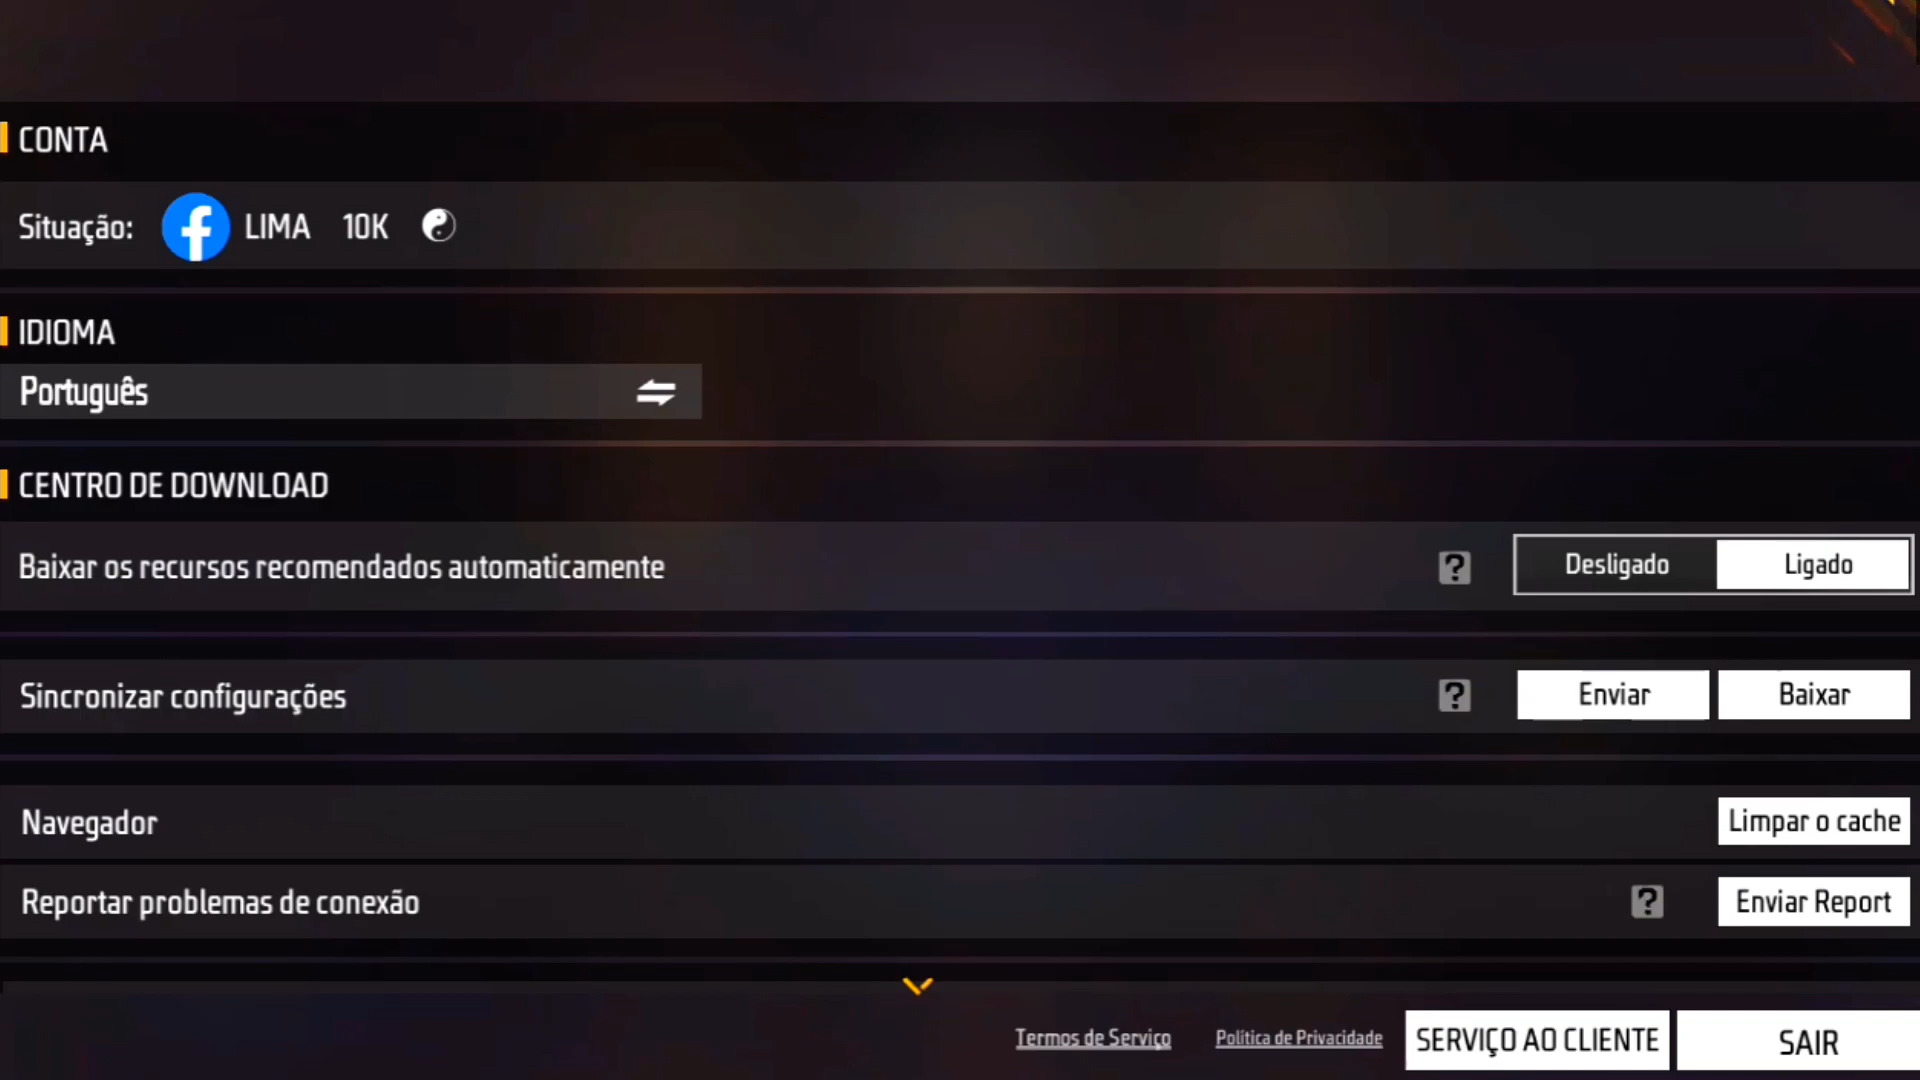 CONTA
Situação: LIMA 10K ☯
IDIOMA
Português
CENTRO DE DOWNLOAD
Baixar os recursos recomendados automaticamente ? Desligado Ligado
Sincronizar configurações ? Enviar Baixar
Navegador Limpar o cache
Reportar problemas de conexão ? Enviar Report
Termos de Serviço Política de Privacidade SERVIÇO AO CLIENTE SAIR